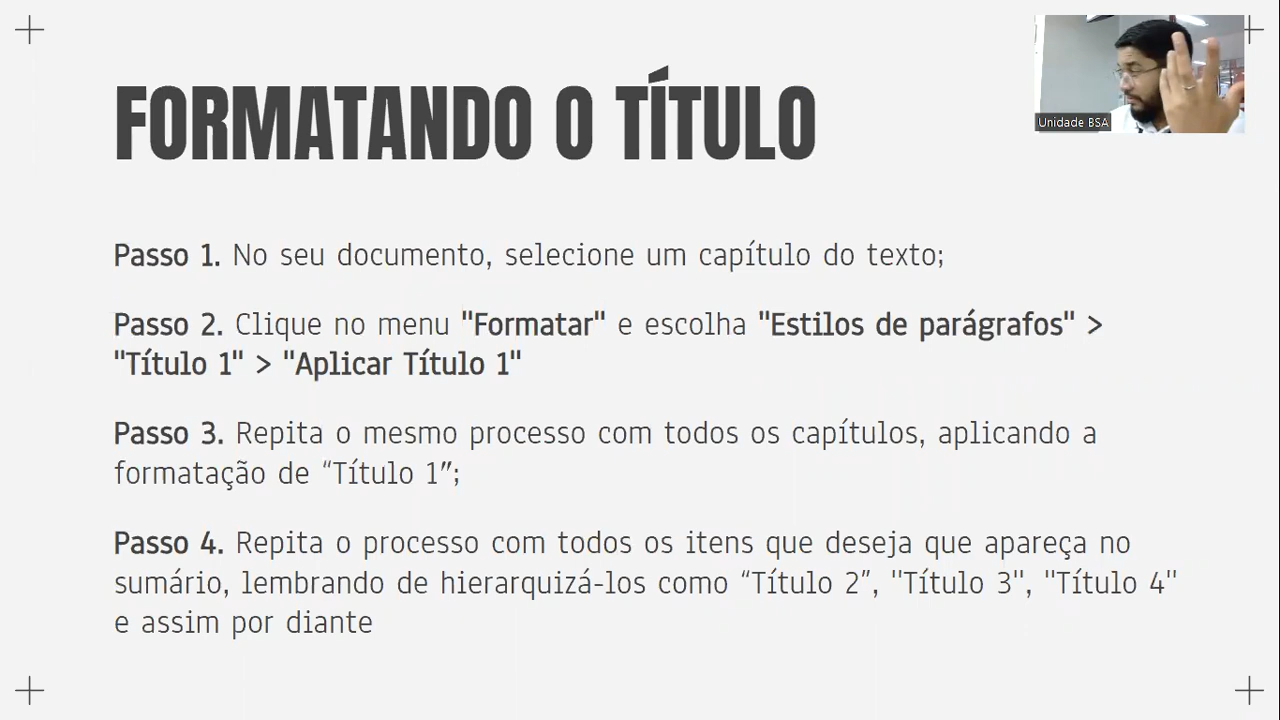 FORMATANDO O TÍTULO
Unidade BSA
Passo 1. No seu documento, selecione um capítulo do texto;
Passo 2. Clique no menu "Formatar" e escolha "Estilos de parágrafos" >
"Título 1" > "Aplicar Título 1"
Passo 3. Repita o mesmo processo com todos os capítulos, aplicando a
formatação de “Título 1”;
Passo 4. Repita o processo com todos os itens que deseja que apareça no
sumário, lembrando de hierarquizá-los como “Título 2”, "Título 3", "Título 4"
e assim por diante